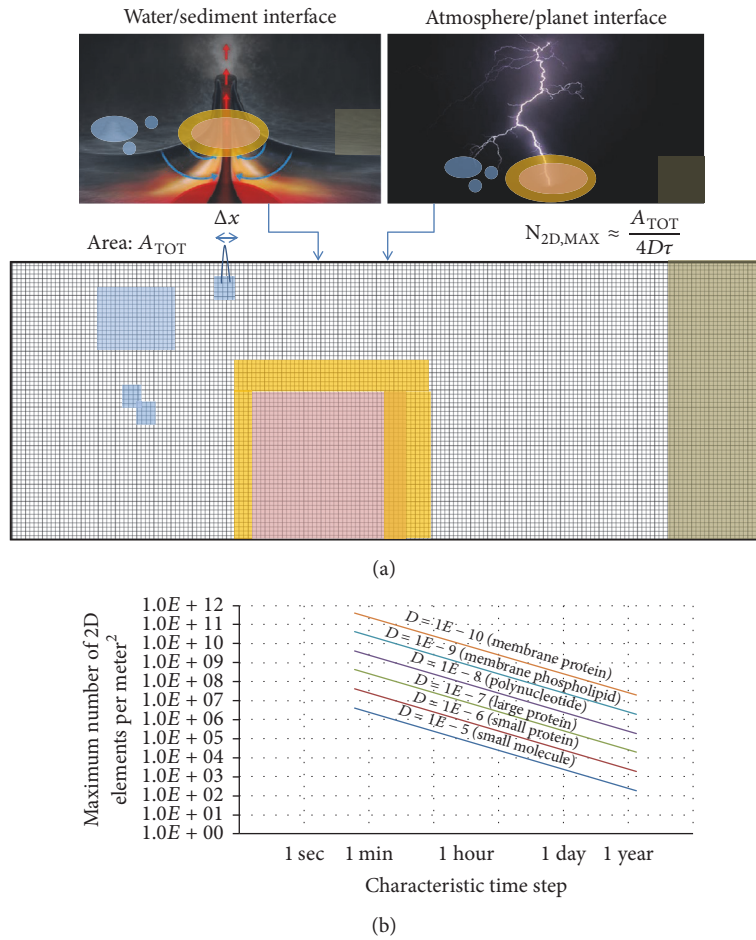 Water/sediment interface
Atmosphere/planet interface
Δx
Area: A_TOT
N_2D,MAX ≈ A_TOT / 4Dτ
(a)
Maximum number of 2D
elements per meter²
1.0E + 12
1.0E + 11
1.0E + 10
1.0E + 09
1.0E + 08
1.0E + 07
1.0E + 06
1.0E + 05
1.0E + 04
1.0E + 03
1.0E + 02
1.0E + 01
1.0E + 00
D = 1E − 10 (membrane protein)
D = 1E − 9 (membrane phospholipid)
D = 1E − 8 (polynucleotide)
D = 1E − 7 (large protein)
D = 1E − 6 (small protein)
D = 1E − 5 (small molecule)
1 sec 1 min 1 hour 1 day 1 year
Characteristic time step
(b)